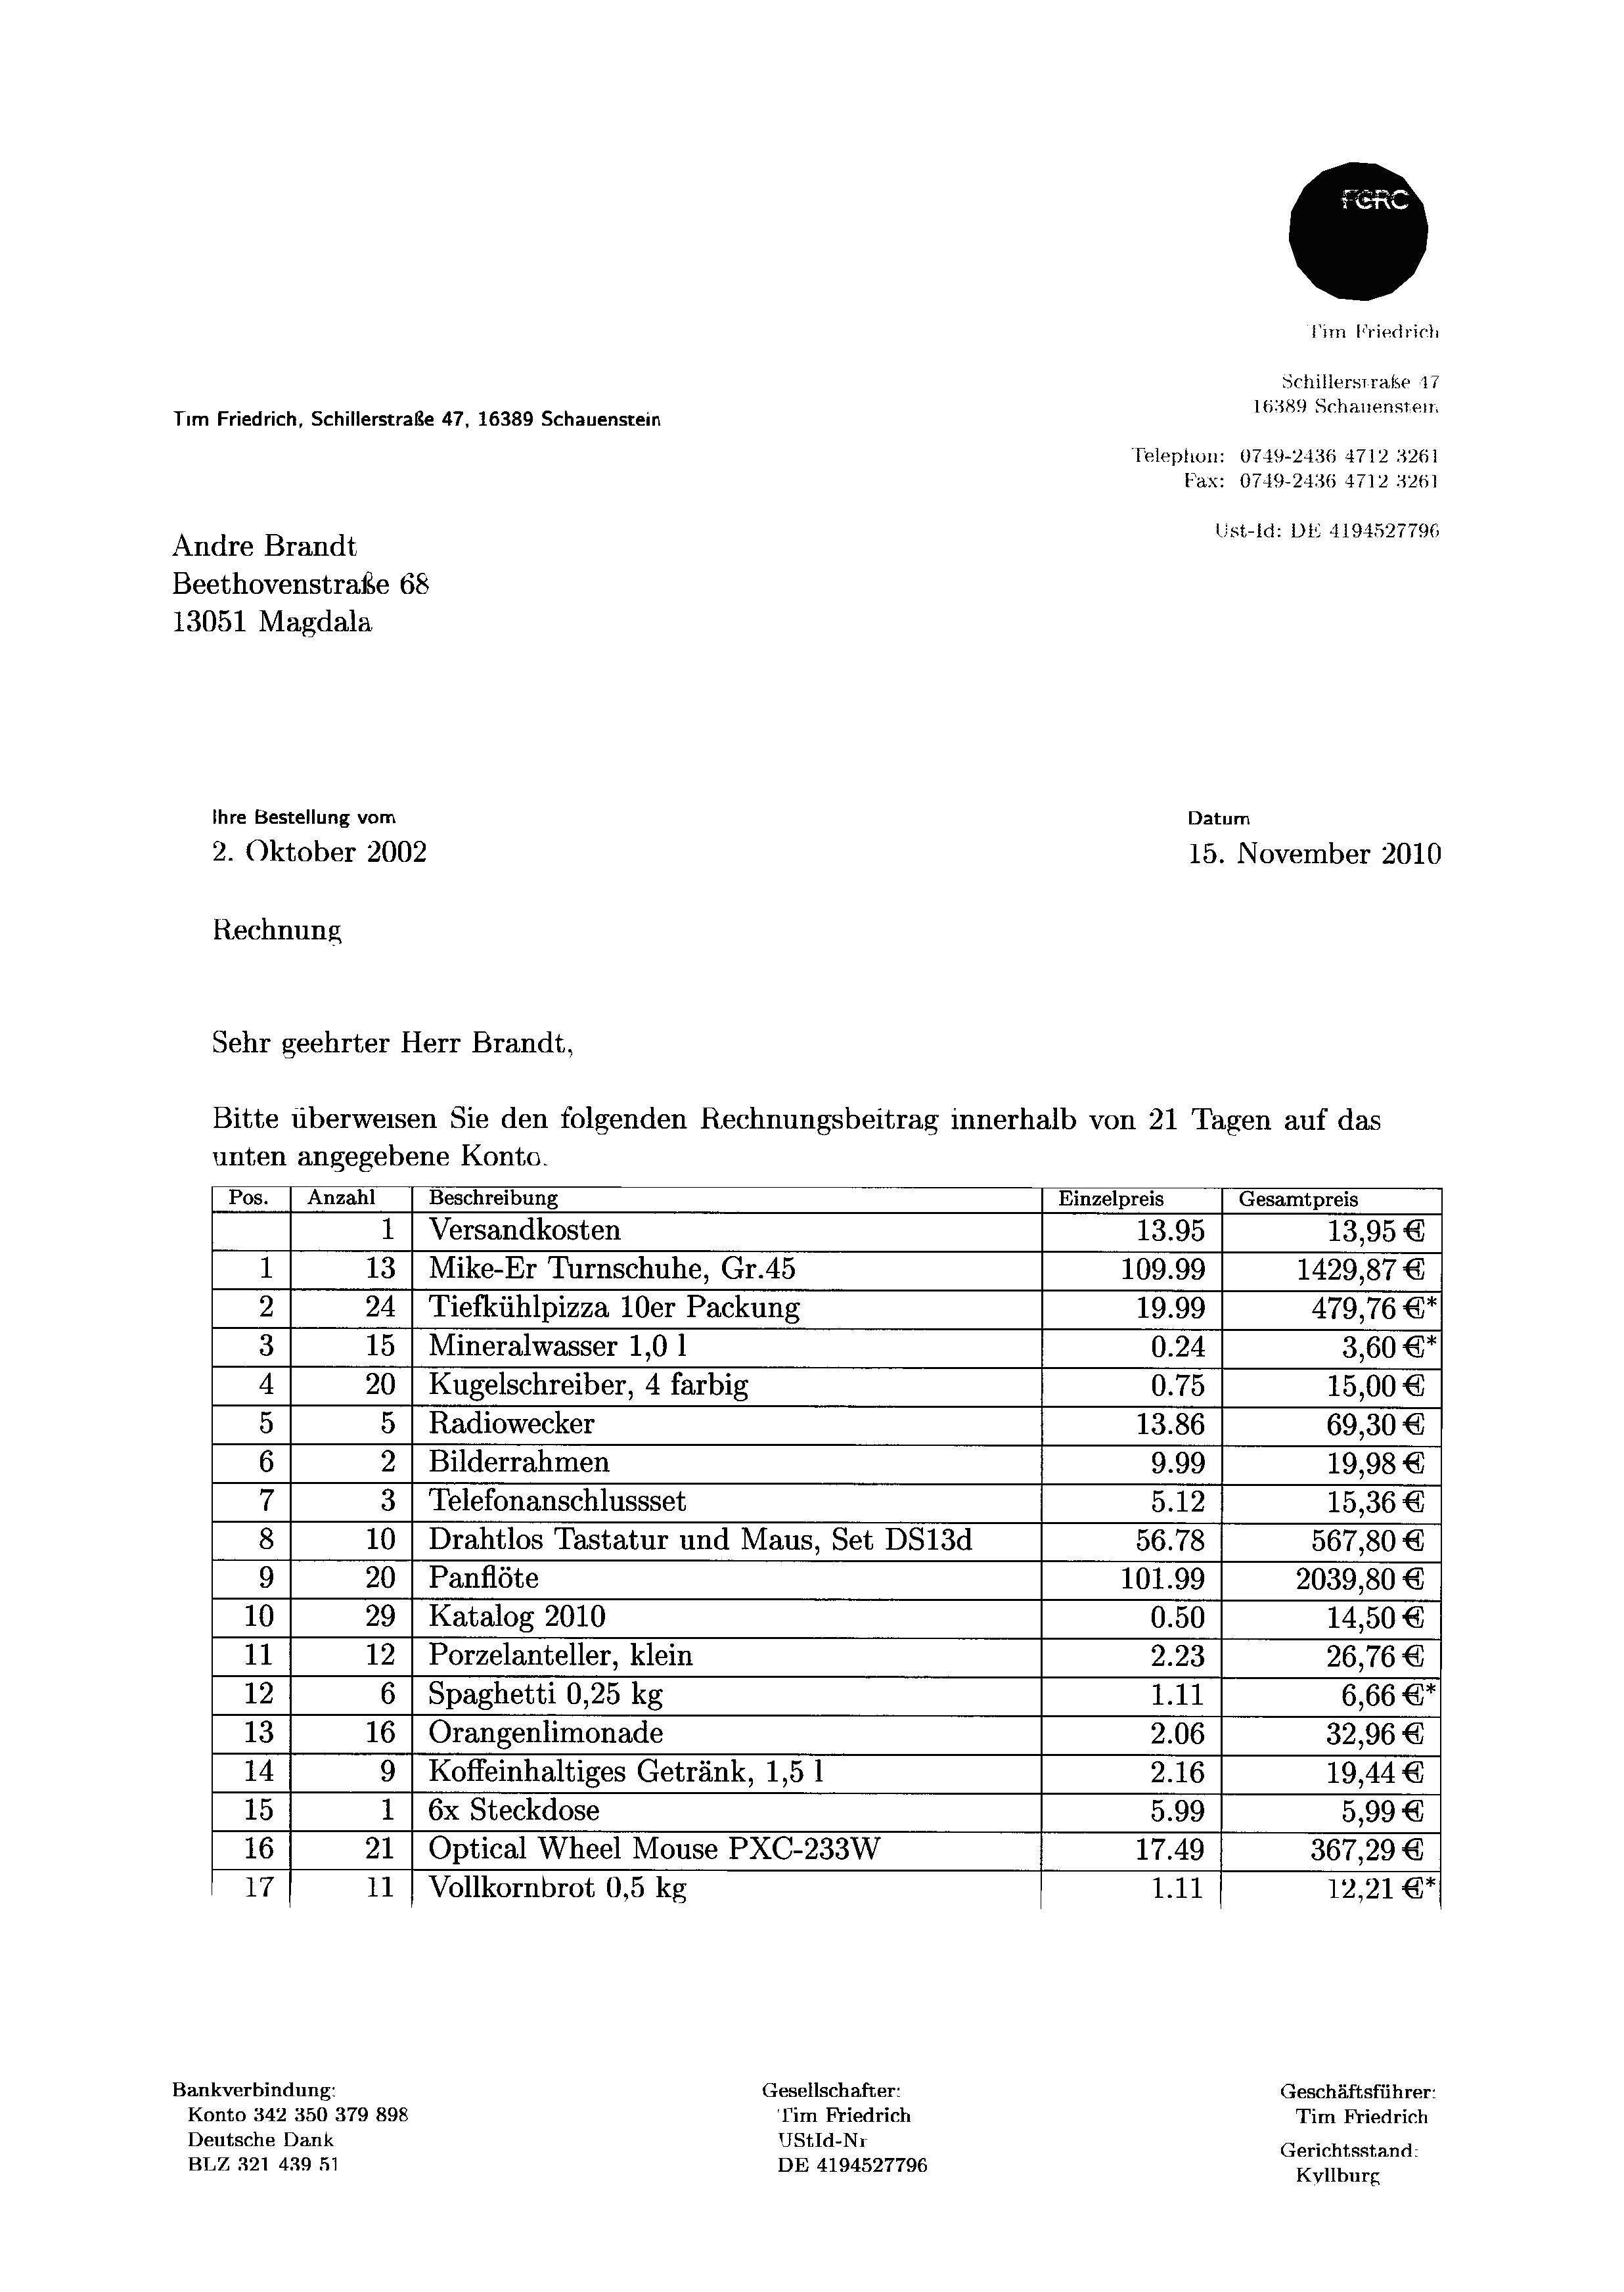 FGRC
Tim Friedrich
Schillerstraße 47
16389 Schauenstein
Tim Friedrich, Schillerstraße 47, 16389 Schauenstein
Telephon: 0749-2436 4712 3261
Fax: 0749-2436 4712 3261
Ust-Id: DE 4194527796
Andre Brandt
Beethovenstraße 68
13051 Magdala
Ihre Bestellung vom Datum
2. Oktober 2002 15. November 2010
Rechnung
Sehr geehrter Herr Brandt,
Bitte überweisen Sie den folgenden Rechnungsbeitrag innerhalb von 21 Tagen auf das
unten angegebene Konto.
Pos. Anzahl Beschreibung Einzelpreis Gesamtpreis
1 Versandkosten 13.95 13,95 €
1 13 Mike-Er Turnschuhe, Gr.45 109.99 1429,87 €
2 24 Tiefkühlpizza 10er Packung 19.99 479,76 €*
3 15 Mineralwasser 1,0 l 0.24 3,60 €*
4 20 Kugelschreiber, 4 farbig 0.75 15,00 €
5 5 Radiowecker 13.86 69,30 €
6 2 Bilderrahmen 9.99 19,98 €
7 3 Telefonanschlussset 5.12 15,36 €
8 10 Drahtlos Tastatur und Maus, Set DS13d 56.78 567,80 €
9 20 Panflöte 101.99 2039,80 €
10 29 Katalog 2010 0.50 14,50 €
11 12 Porzelanteller, klein 2.23 26,76 €
12 6 Spaghetti 0,25 kg 1.11 6,66 €*
13 16 Orangenlimonade 2.06 32,96 €
14 9 Koffeinhaltiges Getränk, 1,5 l 2.16 19,44 €
15 1 6x Steckdose 5.99 5,99 €
16 21 Optical Wheel Mouse PXC-233W 17.49 367,29 €
17 11 Vollkornbrot 0,5 kg 1.11 12,21 €*
Bankverbindung:
Konto 342 350 379 898
Deutsche Dank
BLZ 321 439 51
Gesellschafter:
Tim Friedrich
UStId-Nr
DE 4194527796
Geschäftsführer:
Tim Friedrich
Gerichtsstand:
Kyllburg